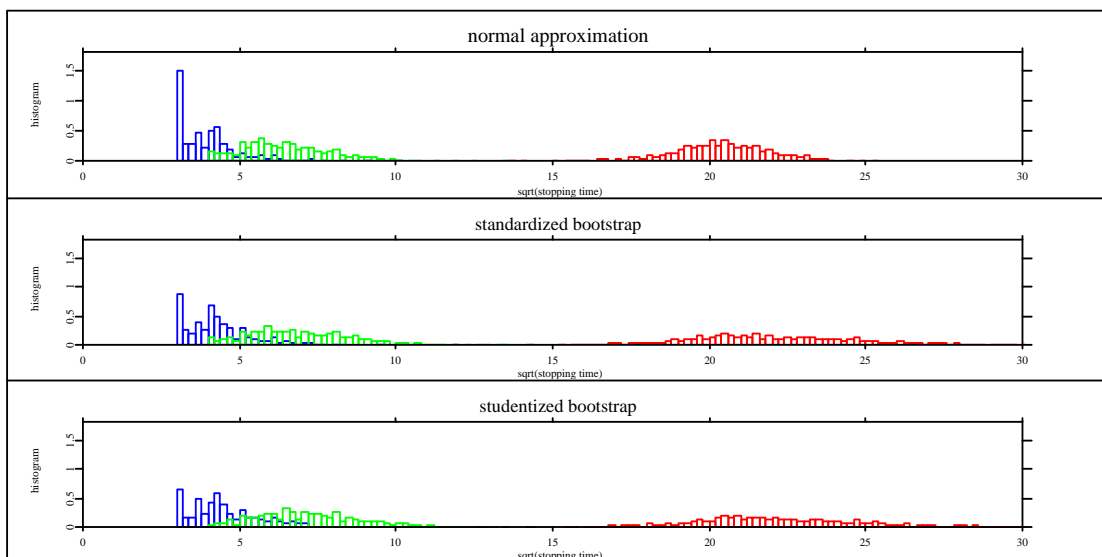 normal approximation
histogram
0 0.5 1 1.5
0 5 10 15 20 25 30
sqrt(stopping time)
standardized bootstrap
histogram
0 0.5 1 1.5
0 5 10 15 20 25 30
sqrt(stopping time)
studentized bootstrap
histogram
0 0.5 1 1.5
0 5 10 15 20 25 30
sqrt(stopping time)